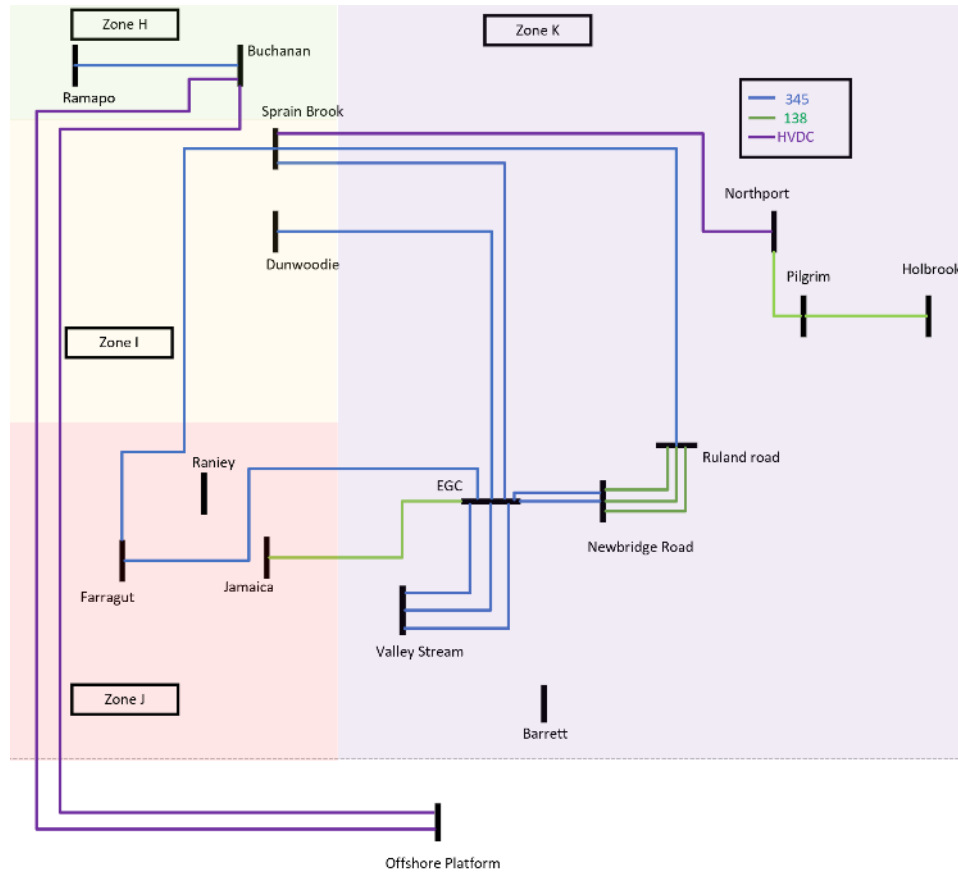 Zone H
Zone K
Buchanan
Ramapo
345
138
HVDC
Sprain Brook
Northport
Dunwoodie
Pilgrim
Holbrook
Zone I
Raniey
EGC
Ruland road
Newbridge Road
Farragut
Jamaica
Valley Stream
Zone J
Barrett
Offshore Platform